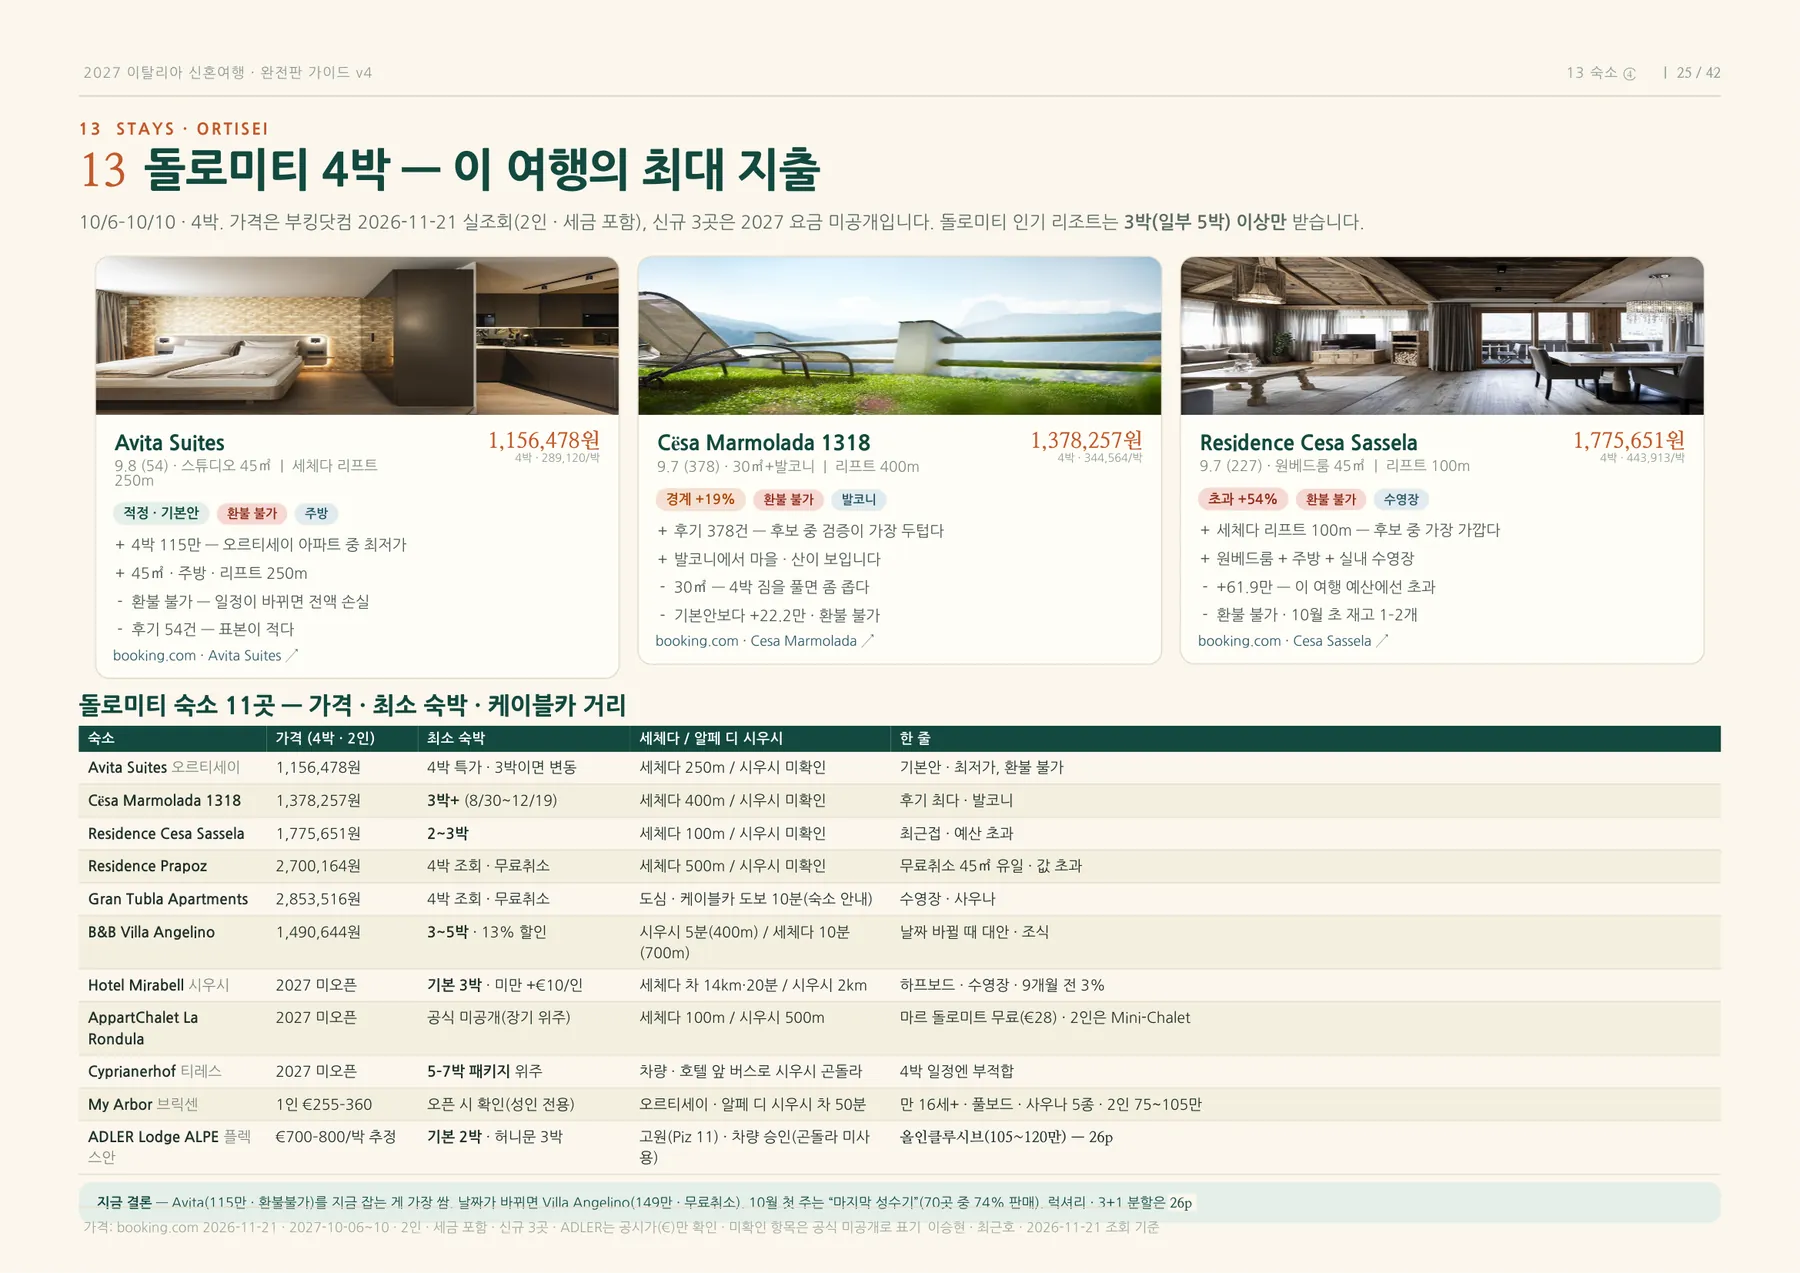 2027 이탈리아 신혼여행 · 완전판 가이드 v4
13 숙소 ④ | 25 / 42
13 STAYS · ORTISEI
13 돌로미티 4박 — 이 여행의 최대 지출
10/6-10/10 · 4박. 가격은 부킹닷컴 2026-11-21 실조회(2인 · 세금 포함), 신규 3곳은 2027 요금 미공개입니다. 돌로미티 인기 리조트는 3박(일부 5박) 이상만 받습니다.
Avita Suites
1,156,478원
9.8 (54) · 스튜디오 45㎡ | 세체다 리프트
250m
4박 · 289,120/박
적정 · 기본안 환불 불가 주방
+ 4박 115만 — 오르티세이 아파트 중 최저가
+ 45㎡ · 주방 · 리프트 250m
- 환불 불가 — 일정이 바뀌면 전액 손실
- 후기 54건 — 표본이 적다
booking.com · Avita Suites ↗
Cësa Marmolada 1318
1,378,257원
9.7 (378) · 30㎡+발코니 | 리프트 400m
4박 · 344,564/박
경계 +19% 환불 불가 발코니
+ 후기 378건 — 후보 중 검증이 가장 두텁다
+ 발코니에서 마을 · 산이 보입니다
- 30㎡ — 4박 짐을 풀면 좀 좁다
- 기본안보다 +22.2만 · 환불 불가
booking.com · Cesa Marmolada ↗
Residence Cesa Sassela
1,775,651원
9.7 (227) · 원베드룸 45㎡ | 리프트 100m
4박 · 443,913/박
초과 +54% 환불 불가 수영장
+ 세체다 리프트 100m — 후보 중 가장 가깝다
+ 원베드룸 + 주방 + 실내 수영장
- +61.9만 — 이 여행 예산에선 초과
- 환불 불가 · 10월 초 재고 1-2개
booking.com · Cesa Sassela ↗
돌로미티 숙소 11곳 — 가격 · 최소 숙박 · 케이블카 거리
숙소 가격 (4박 · 2인) 최소 숙박 세체다 / 알페 디 시우시 한 줄
Avita Suites 오르티세이 1,156,478원 4박 특가 · 3박이면 변동 세체다 250m / 시우시 미확인 기본안 · 최저가, 환불 불가
Cësa Marmolada 1318 1,378,257원 3박+ (8/30~12/19) 세체다 400m / 시우시 미확인 후기 최다 · 발코니
Residence Cesa Sassela 1,775,651원 2~3박 세체다 100m / 시우시 미확인 최근접 · 예산 초과
Residence Prapoz 2,700,164원 4박 조회 · 무료취소 세체다 500m / 시우시 미확인 무료취소 45㎡ 유일 · 값 초과
Gran Tubla Apartments 2,853,516원 4박 조회 · 무료취소 도심 · 케이블카 도보 10분(숙소 안내) 수영장 · 사우나
B&B Villa Angelino 1,490,644원 3~5박 · 13% 할인 시우시 5분(400m) / 세체다 10분 날짜 바뀔 때 대안 · 조식
(700m)
Hotel Mirabell 시우시 2027 미오픈 기본 3박 · 미만 +€10/인 세체다 차 14km·20분 / 시우시 2km 하프보드 · 수영장 · 9개월 전 3%
AppartChalet La 2027 미오픈 공식 미공개(장기 위주) 세체다 100m / 시우시 500m 마르 돌로미트 무료(€28) · 2인은 Mini-Chalet
Rondula
Cyprianerhof 티레스 2027 미오픈 5-7박 패키지 위주 차량 · 호텔 앞 버스로 시우시 곤돌라 4박 일정엔 부적합
My Arbor 브릭센 1인 €255-360 오픈 시 확인(성인 전용) 오르티세이 · 알페 디 시우시 차 50분 만 16세+ · 풀보드 · 사우나 5종 · 2인 75~105만
ADLER Lodge ALPE 플렉 €700-800/박 추정 기본 2박 · 허니문 3박 고원(Piz 11) · 차량 승인(곤돌라 미사 올인클루시브(105~120만) — 26p
스안 용)
지금 결론 — Avita(115만 · 환불불가)를 지금 잡는 게 가장 쌈. 날짜가 바뀌면 Villa Angelino(149만 · 무료취소). 10월 첫 주는 “마지막 성수기”(70곳 중 74% 판매). 럭셔리 · 3+1 분할은 26p
가격: booking.com 2026-11-21 · 2027-10-06~10 · 2인 · 세금 포함 · 신규 3곳 · ADLER는 공시가(€)만 확인 · 미확인 항목은 공식 미공개로 표기 이승현 · 최근호 · 2026-11-21 조회 기준